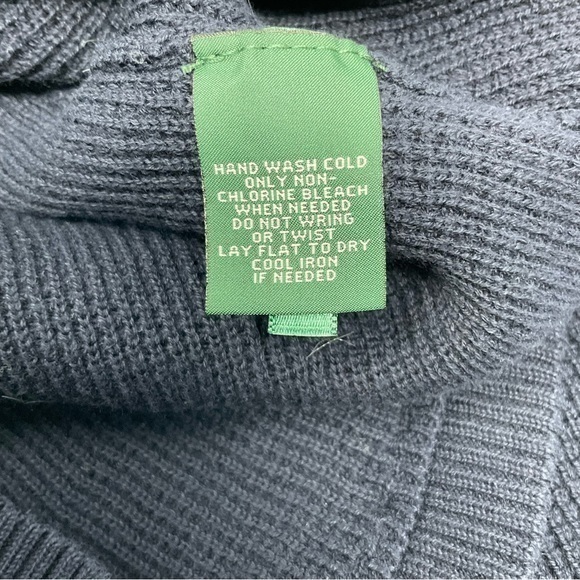 HAND WASH COLD
ONLY NON-
CHLORINE BLEACH
WHEN NEEDED
DO NOT WRING
OR TWIST
LAY FLAT TO DRY
COOL IRON
IF NEEDED